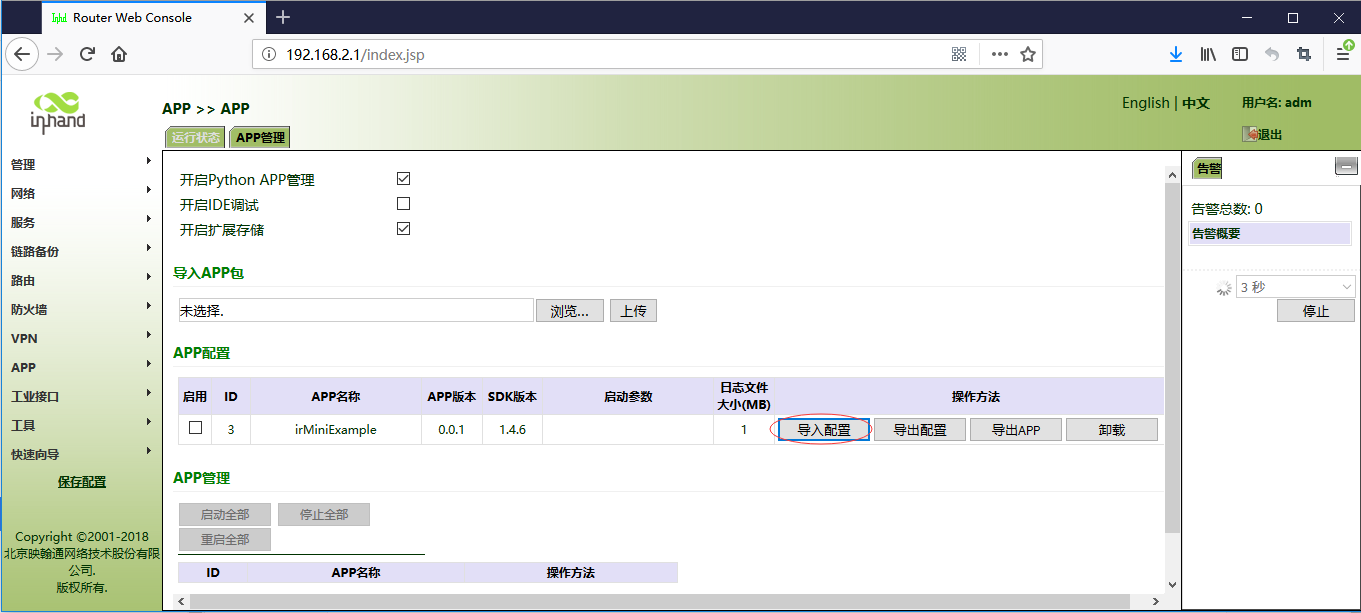 Inhand Router Web Console
192.168.2.1/index.jsp
inhand
APP >> APP
English | 中文
用户名: adm
退出
运行状态 APP管理
管理
网络
服务
链路备份
路由
防火墙
VPN
APP
工业接口
工具
快速向导
保存配置
Copyright ©2001-2018
北京映翰通网络技术股份有限
公司.
版权所有.
开启Python APP管理
开启IDE调试
开启扩展存储
导入APP包
未选择. 浏览... 上传
APP配置
启用 ID APP名称 APP版本 SDK版本 启动参数 日志文件
大小(MB) 操作方法
3 irMiniExample 0.0.1 1.4.6 1 导入配置 导出配置 导出APP 卸载
APP管理
启动全部 停止全部
重启全部
ID APP名称 操作方法
告警
告警总数: 0
告警概要
3 秒
停止